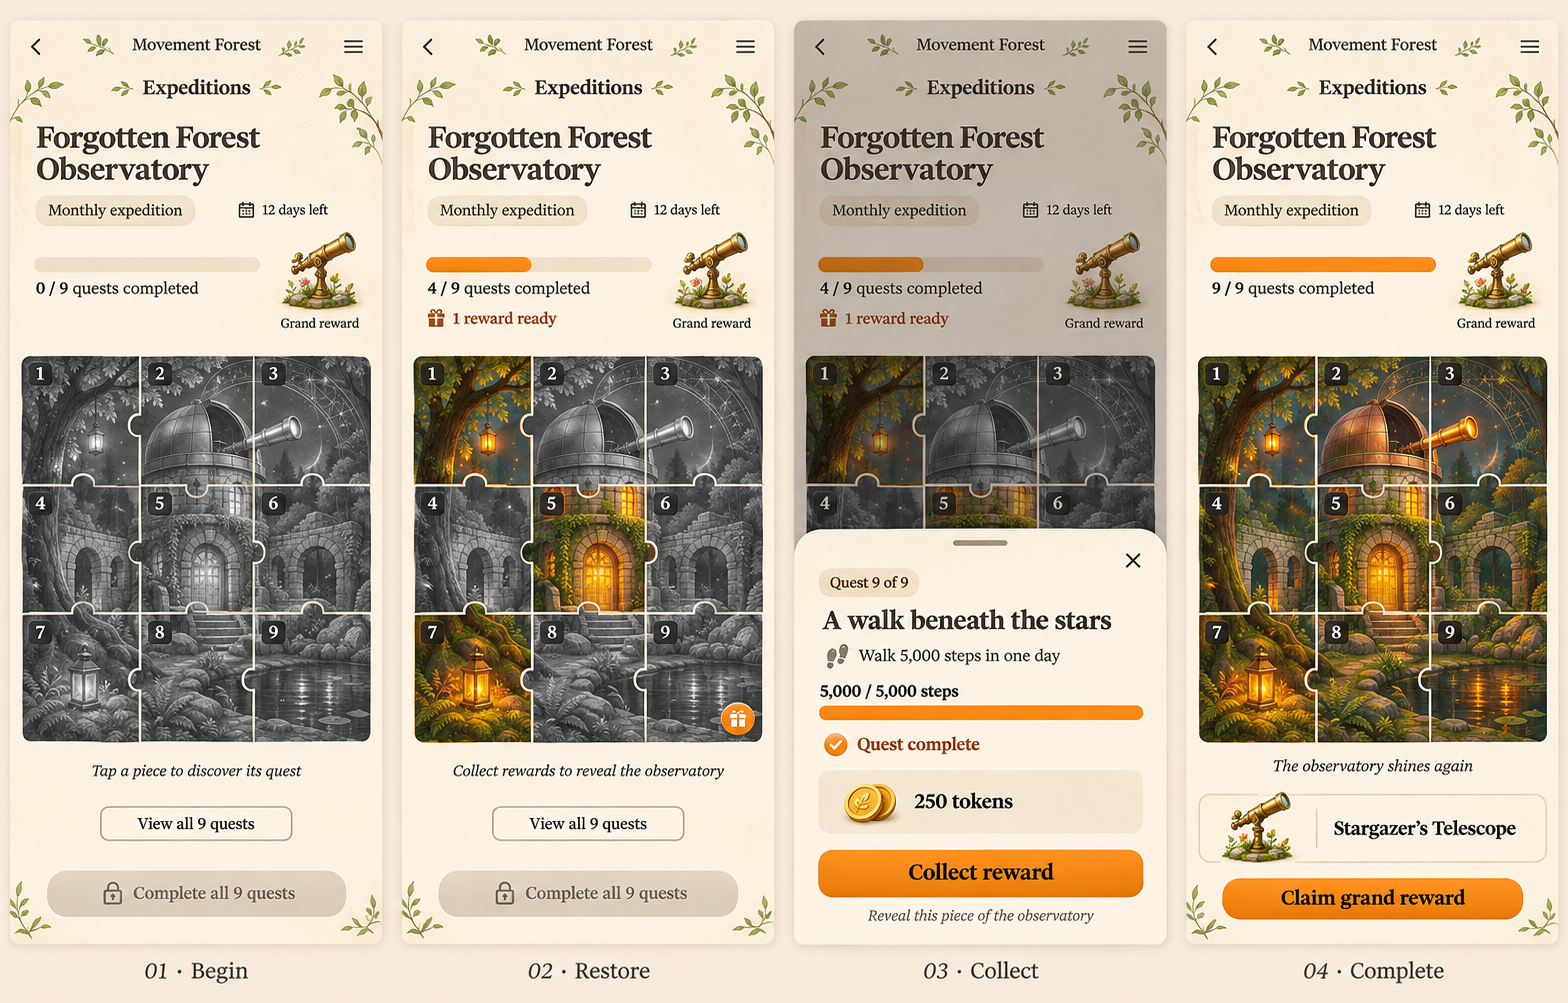 Movement Forest
Expeditions
Forgotten Forest
Observatory
Monthly expedition
12 days left
0 / 9 quests completed
Grand reward
1
2
3
4
5
6
7
8
9
Tap a piece to discover its quest
View all 9 quests
Complete all 9 quests
01 · Begin
Movement Forest
Expeditions
Forgotten Forest
Observatory
Monthly expedition
12 days left
4 / 9 quests completed
1 reward ready
Grand reward
1
2
3
4
5
6
7
8
9
Collect rewards to reveal the observatory
View all 9 quests
Complete all 9 quests
02 · Restore
Movement Forest
Expeditions
Forgotten Forest
Observatory
Monthly expedition
12 days left
4 / 9 quests completed
1 reward ready
Grand reward
1
2
3
4
5
6
Quest 9 of 9
A walk beneath the stars
Walk 5,000 steps in one day
5,000 / 5,000 steps
Quest complete
250 tokens
Collect reward
Reveal this piece of the observatory
03 · Collect
Movement Forest
Expeditions
Forgotten Forest
Observatory
Monthly expedition
12 days left
9 / 9 quests completed
Grand reward
1
2
3
4
5
6
7
8
9
The observatory shines again
Stargazer’s Telescope
Claim grand reward
04 · Complete